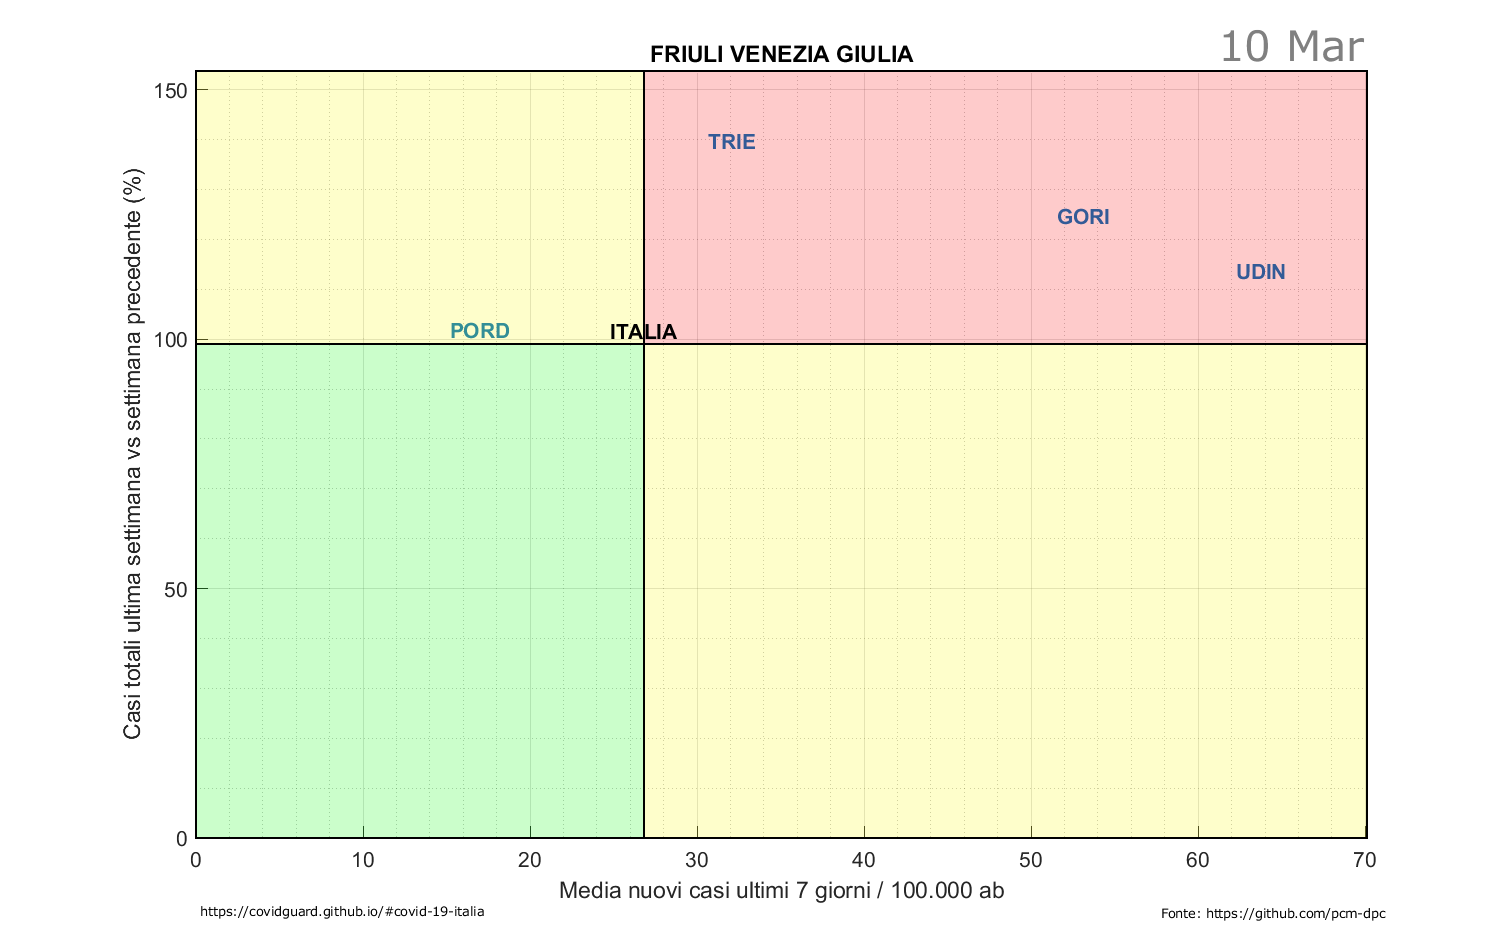 10 Mar
FRIULI VENEZIA GIULIA
150
TRIE
GORI
UDIN
PORD
ITALIA
100
50
0
Casi totali ultima settimana vs settimana precedente (%)
0 10 20 30 40 50 60 70
Media nuovi casi ultimi 7 giorni / 100.000 ab
https://covidguard.github.io/#covid-19-italia
Fonte: https://github.com/pcm-dpc